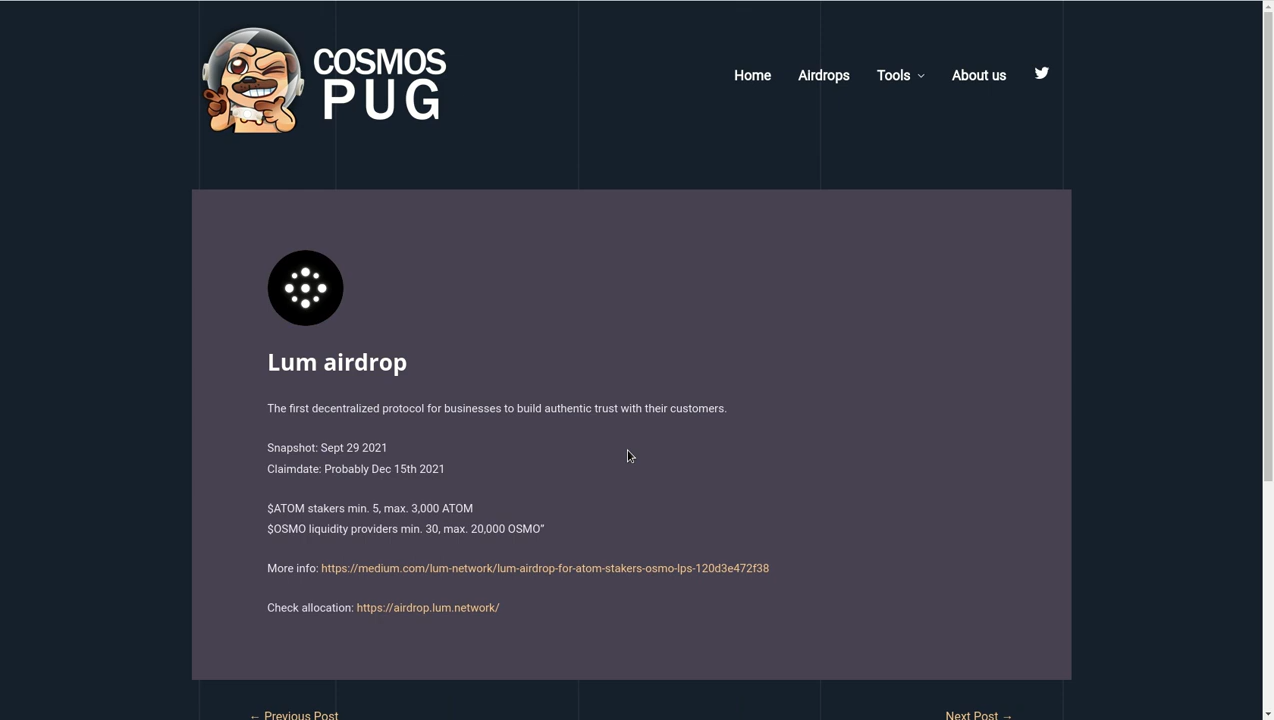 COSMOS
PUG
Home
Airdrops
Tools
About us
Lum airdrop
The first decentralized protocol for businesses to build authentic trust with their customers.
Snapshot: Sept 29 2021
Claimdate: Probably Dec 15th 2021
$ATOM stakers min. 5, max. 3,000 ATOM
$OSMO liquidity providers min. 30, max. 20,000 OSMO”
More info: https://medium.com/lum-network/lum-airdrop-for-atom-stakers-osmo-lps-120d3e472f38
Check allocation: https://airdrop.lum.network/
← Previous Post
Next Post →